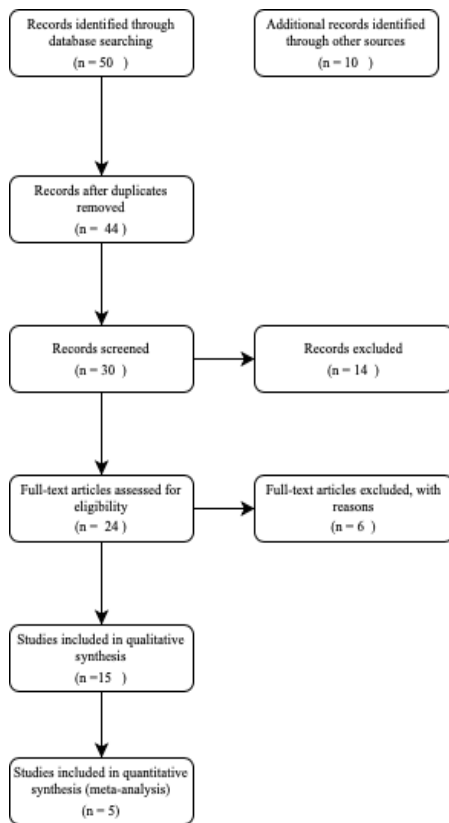 Records identified through
database searching
(n = 50 )
Additional records identified
through other sources
(n = 10 )
Records after duplicates
removed
(n = 44 )
Records screened
(n = 30 )
Records excluded
(n = 14 )
Full-text articles assessed for
eligibility
(n = 24 )
Full-text articles excluded, with
reasons
(n = 6 )
Studies included in qualitative
synthesis
(n =15 )
Studies included in quantitative
synthesis (meta-analysis)
(n = 5)